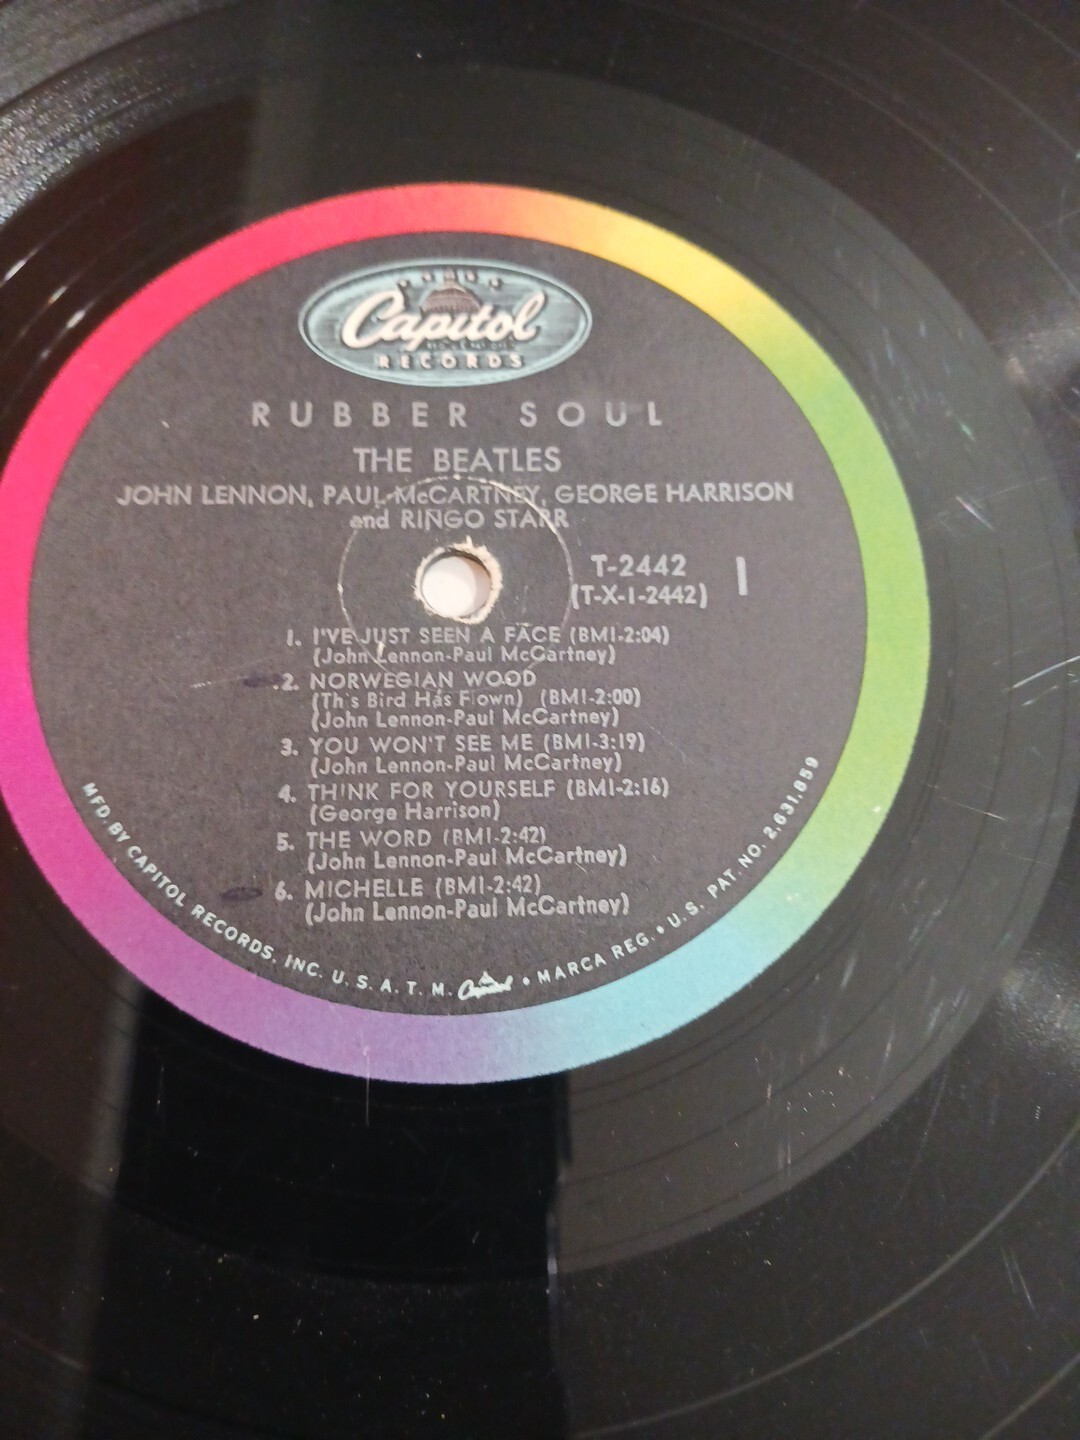 Capitol
RECORDS
RUBBER SOUL
THE BEATLES
JOHN LENNON, PAUL McCARTNEY, GEORGE HARRISON
and RINGO STARR
T-2442
(T-X-1-2442)
1
1. I'VE JUST SEEN A FACE (BMI-2:04)
(John Lennon-Paul McCartney)
2. NORWEGIAN WOOD
(This Bird Has Flown) (BMI-2:00)
(John Lennon-Paul McCartney)
3. YOU WON'T SEE ME (BMI-3:19)
(John Lennon-Paul McCartney)
4. THINK FOR YOURSELF (BMI-2:16)
(George Harrison)
5. THE WORD (BMI-2:42)
(John Lennon-Paul McCartney)
6. MICHELLE (BMI-2:42)
(John Lennon-Paul McCartney)
MFD. BY CAPITOL RECORDS, INC. U. S. A. T. M. Capitol • MARCA REG. • U.S. PAT. NO. 2,631,859